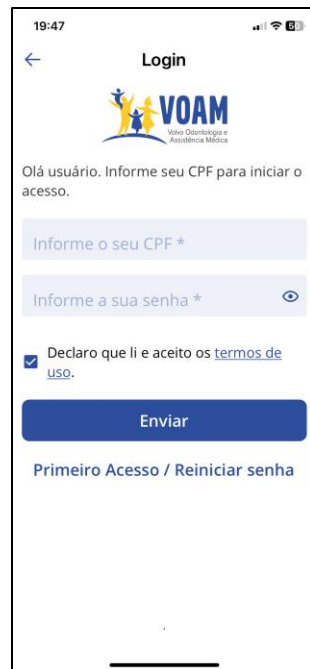 19:47
Login
VOAM
Volvo Odontologia e
Assistência Médica
Olá usuário. Informe seu CPF para iniciar o
acesso.
Informe o seu CPF *
Informe a sua senha *
Declaro que li e aceito os termos de
uso.
Enviar
Primeiro Acesso / Reiniciar senha
.